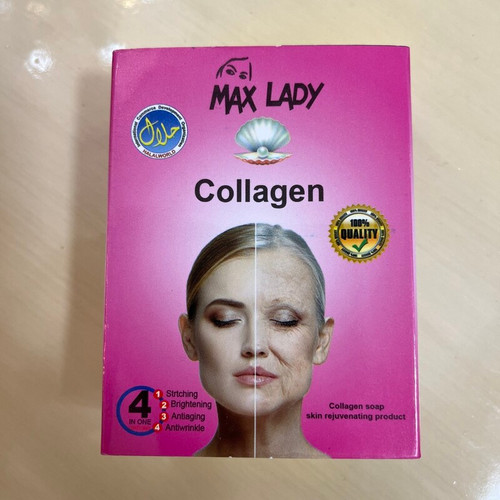 MAX LADY
حلال
HALALWORLD
Collagen
100%
QUALITY
4
IN ONE
1 Strtching
2 Brightening
3 Antiaging
4 Antiwrinkle
Collagen soap
skin rejuvenating product